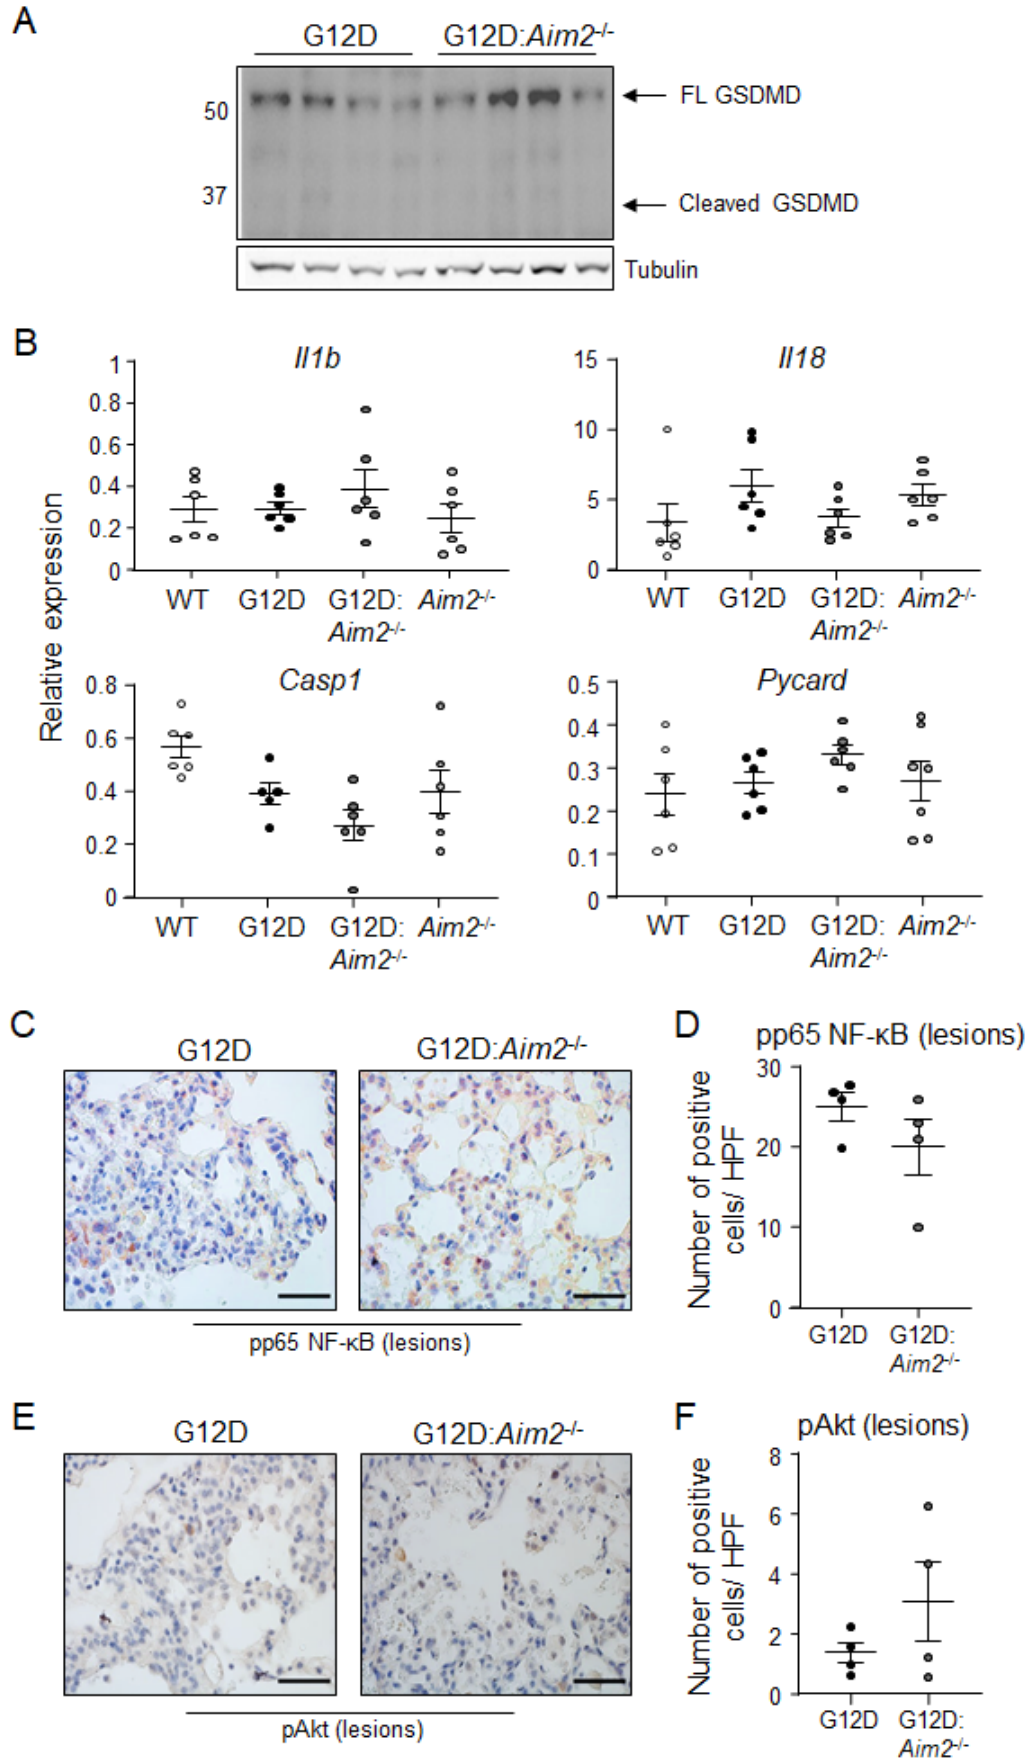 A
G12D G12D:Aim2-/-
50
37
FL GSDMD
Cleaved GSDMD
Tubulin
B
Relative expression
Il1b
1
0.8
0.6
0.4
0.2
0
WT G12D G12D: Aim2-/-
Aim2-/-
Il18
15
10
5
0
WT G12D G12D: Aim2-/-
Aim2-/-
Casp1
0.8
0.6
0.4
0.2
0
WT G12D G12D: Aim2-/-
Aim2-/-
Pycard
0.5
0.4
0.3
0.2
0.1
0
WT G12D G12D: Aim2-/-
Aim2-/-
C
G12D G12D:Aim2-/-
pp65 NF-κB (lesions)
D
pp65 NF-κB (lesions)
Number of positive
cells/ HPF
30
20
10
0
G12D G12D:
Aim2-/-
E
G12D G12D:Aim2-/-
pAkt (lesions)
F
pAkt (lesions)
Number of positive
cells/ HPF
8
6
4
2
0
G12D G12D:
Aim2-/-